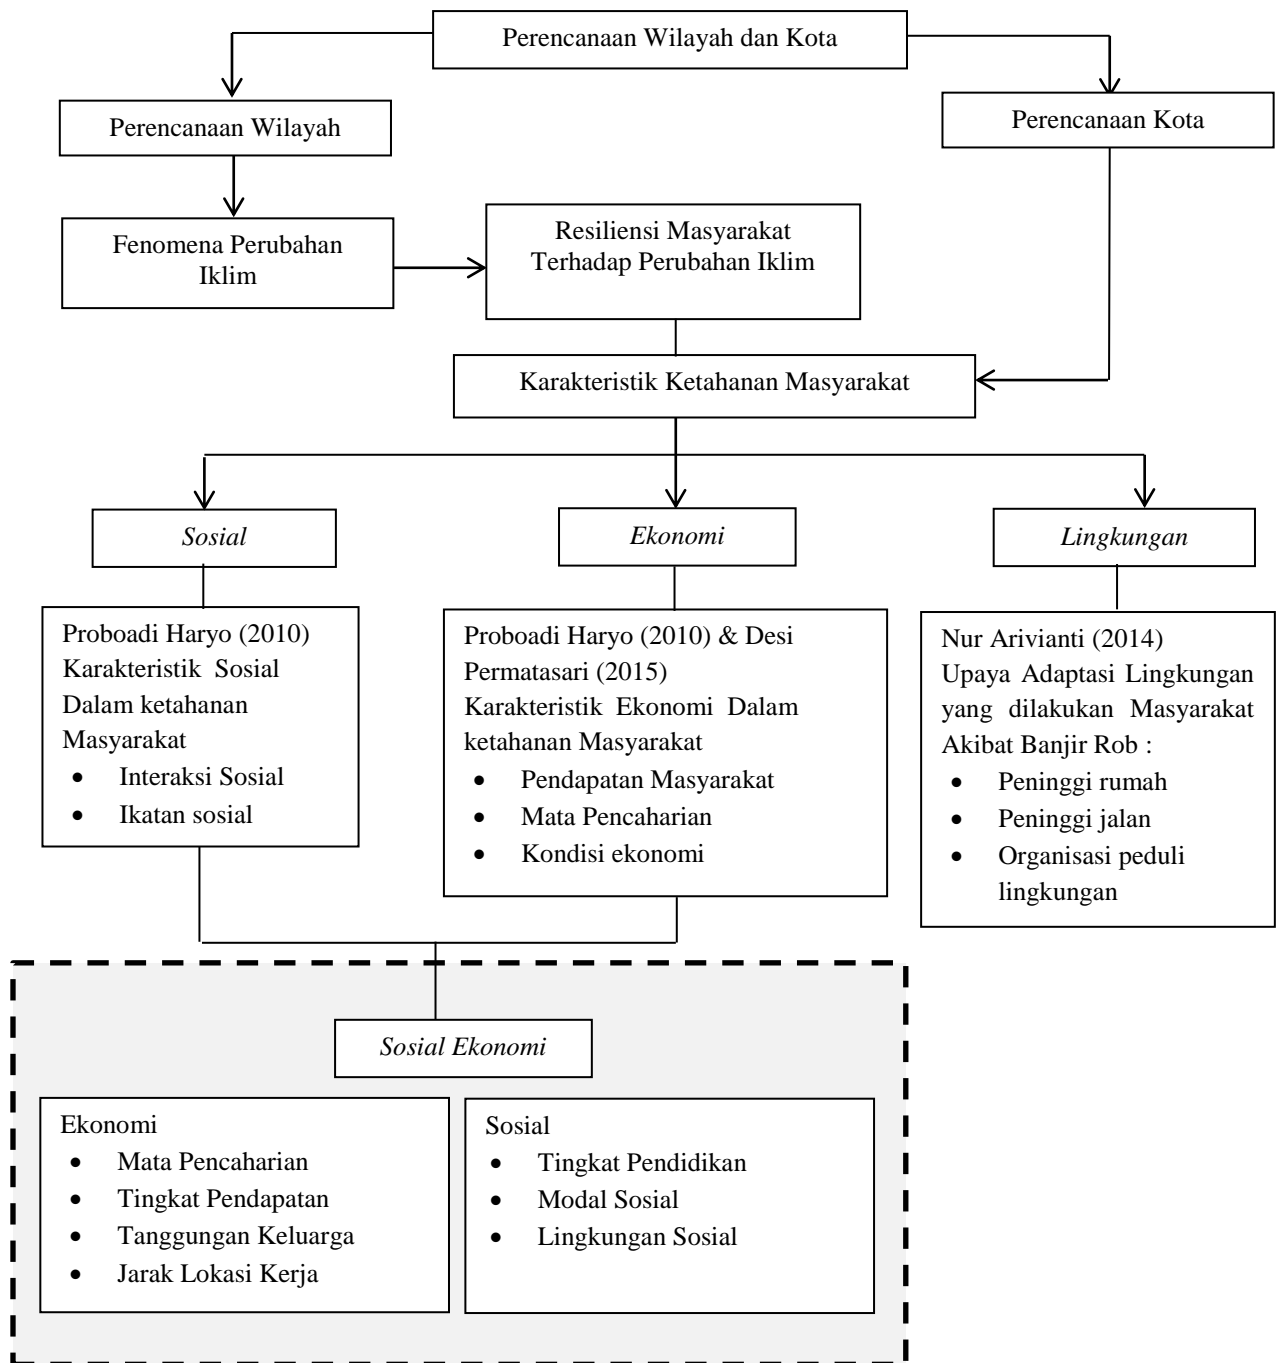 Perencanaan Wilayah dan Kota
Perencanaan Wilayah
Perencanaan Kota
Fenomena Perubahan
Iklim
Resiliensi Masyarakat
Terhadap Perubahan Iklim
Karakteristik Ketahanan Masyarakat
Sosial
Ekonomi
Lingkungan
Proboadi Haryo (2010)
Karakteristik Sosial
Dalam ketahanan
Masyarakat
• Interaksi Sosial
• Ikatan sosial
Proboadi Haryo (2010) & Desi
Permatasari (2015)
Karakteristik Ekonomi Dalam
ketahanan Masyarakat
• Pendapatan Masyarakat
• Mata Pencaharian
• Kondisi ekonomi
Nur Arivianti (2014)
Upaya Adaptasi Lingkungan
yang dilakukan Masyarakat
Akibat Banjir Rob :
• Peninggi rumah
• Peninggi jalan
• Organisasi peduli
lingkungan
Sosial Ekonomi
Ekonomi
• Mata Pencaharian
• Tingkat Pendapatan
• Tanggungan Keluarga
• Jarak Lokasi Kerja
Sosial
• Tingkat Pendidikan
• Modal Sosial
• Lingkungan Sosial